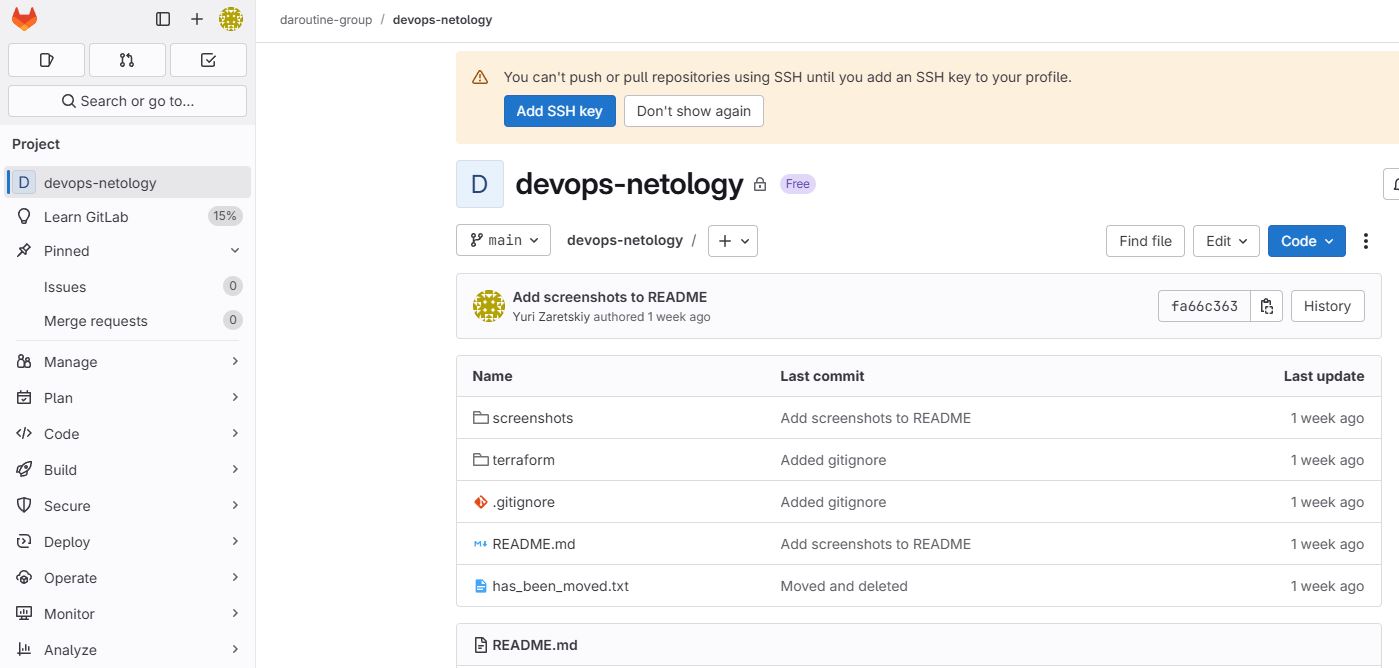 daroutine-group / devops-netology
Search or go to...
Project
D devops-netology
Learn GitLab 15%
Pinned
Issues 0
Merge requests 0
Manage
Plan
Code
Build
Secure
Deploy
Operate
Monitor
Analyze
You can't push or pull repositories using SSH until you add an SSH key to your profile.
Add SSH key Don't show again
D devops-netology Free
main devops-netology / + Find file Edit Code
Add screenshots to README
Yuri Zaretskiy authored 1 week ago
fa66c363 History
Name Last commit Last update
screenshots Add screenshots to README 1 week ago
terraform Added gitignore 1 week ago
.gitignore Added gitignore 1 week ago
README.md Add screenshots to README 1 week ago
has_been_moved.txt Moved and deleted 1 week ago
README.md